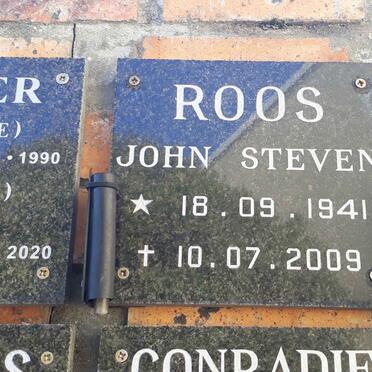 ER
E)
1990
)
2020
ROOS
JOHN STEVEN
★ 18.09.1941
✝ 10.07.2009
S
CONRADIE